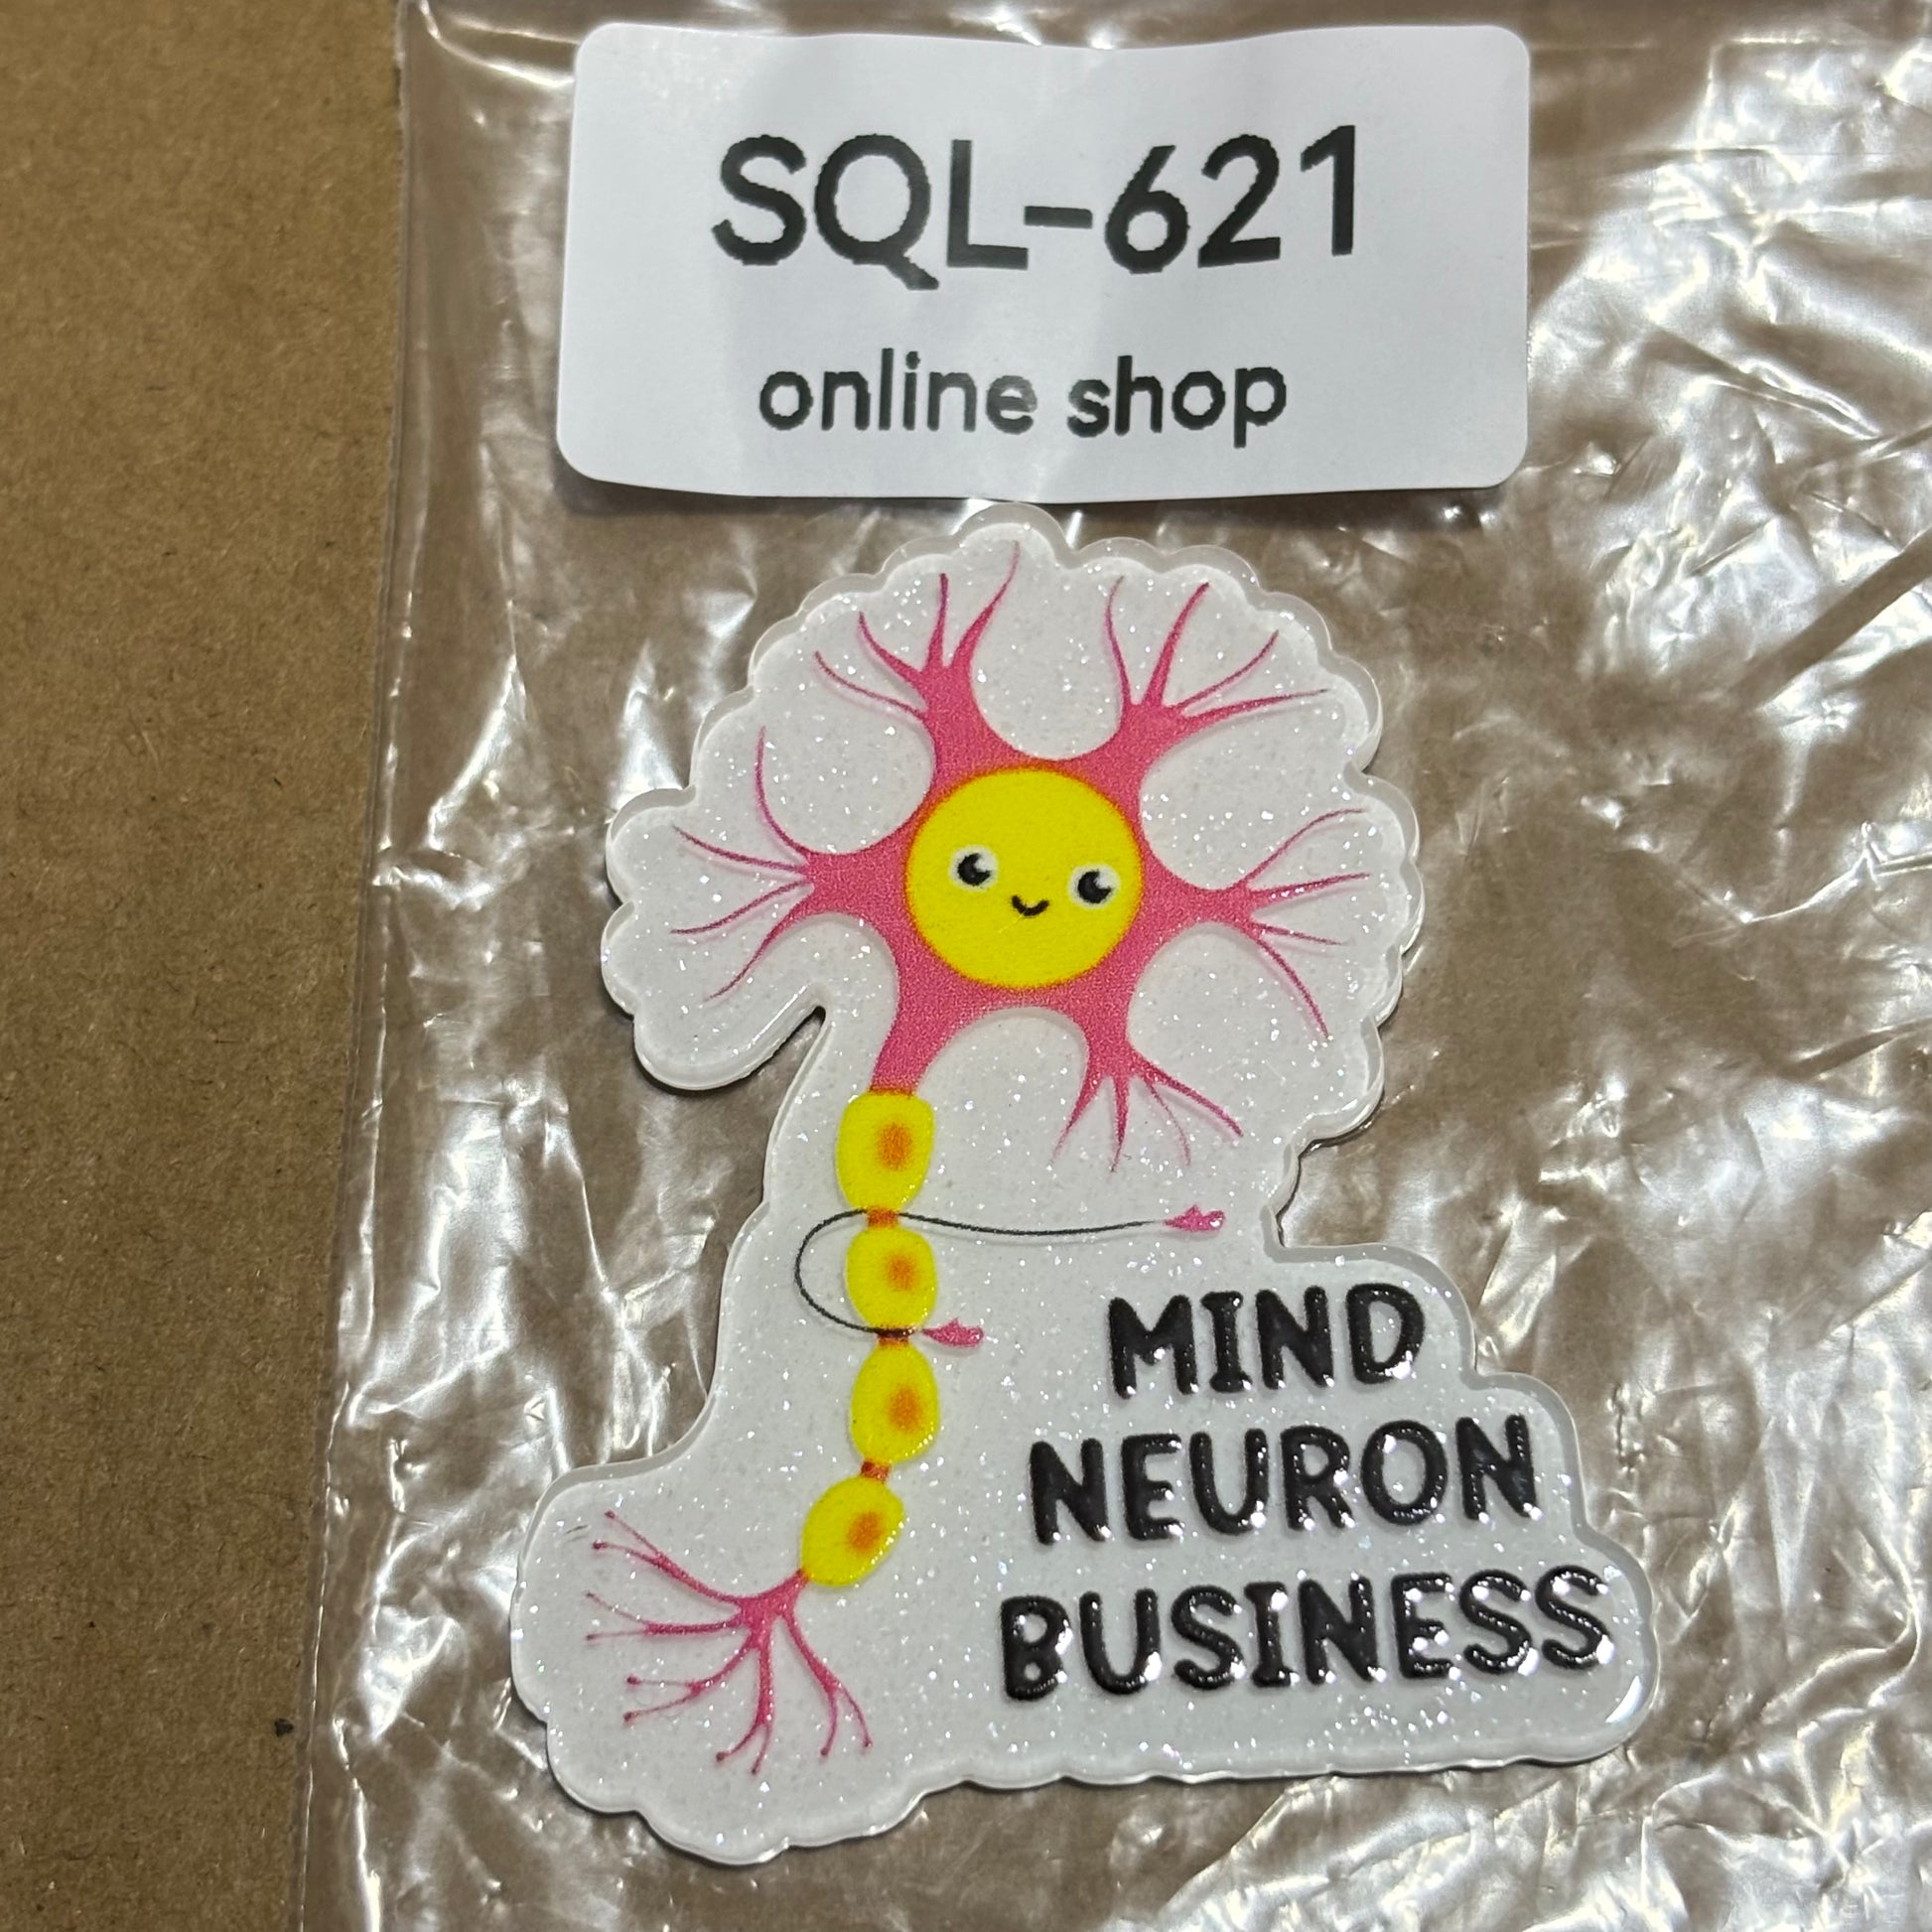 SQL-621
online shop
MIND
NEURON
BUSINESS